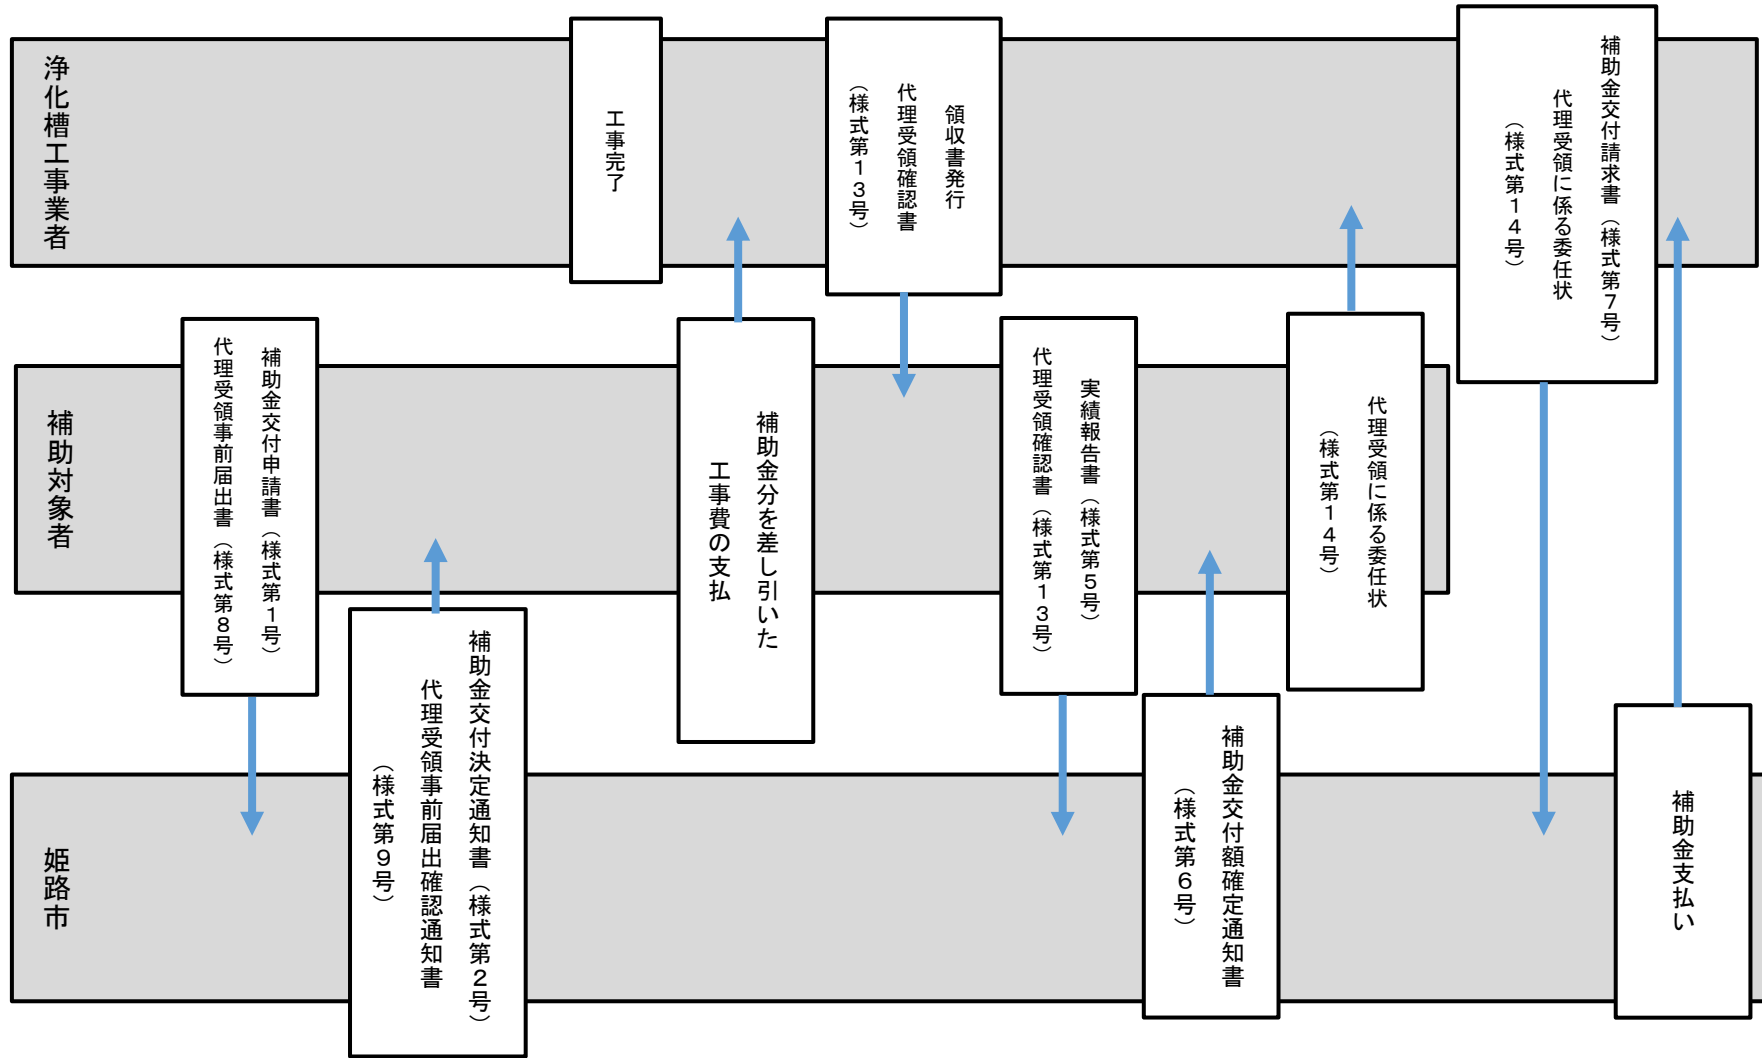 浄化槽工事業者
工事完了
領収書発行
代理受領確認書
（様式第１３号）
補助金交付請求書（様式第７号）
代理受領に係る委任状
（様式第１４号）
補助対象者
補助金交付申請書（様式第１号）
代理受領事前届出書（様式第８号）
補助金分を差し引いた
工事費の支払
実績報告書（様式第５号）
代理受領確認書（様式第１３号）
代理受領に係る委任状
（様式第１４号）
姫路市
補助金交付決定通知書（様式第２号）
代理受領事前届出確認通知書
（様式第９号）
補助金交付額確定通知書
（様式第６号）
補助金支払い